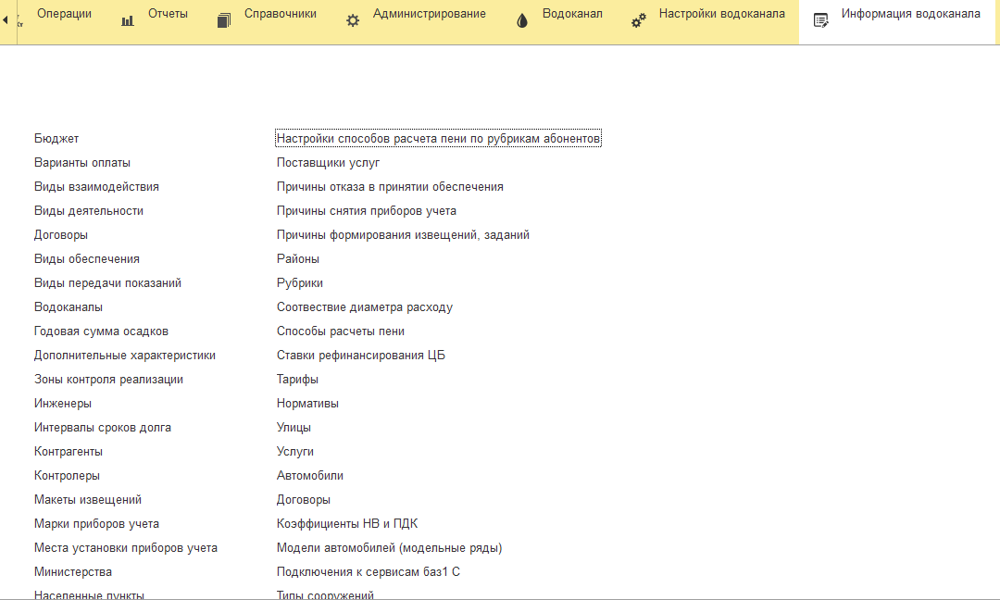 Операции
Отчеты
Справочники
Администрирование
Водоканал
Настройки водоканала
Информация водоканала
Бюджет
Варианты оплаты
Виды взаимодействия
Виды деятельности
Договоры
Виды обеспечения
Виды передачи показаний
Водоканалы
Годовая сумма осадков
Дополнительные характеристики
Зоны контроля реализации
Инженеры
Интервалы сроков долга
Контрагенты
Контролеры
Макеты извещений
Марки приборов учета
Места установки приборов учета
Министерства
Населенные пункты
Настройки способов расчета пени по рубрикам абонентов
Поставщики услуг
Причины отказа в принятии обеспечения
Причины снятия приборов учета
Причины формирования извещений, заданий
Районы
Рубрики
Соотвествие диаметра расходу
Способы расчеты пени
Ставки рефинансирования ЦБ
Тарифы
Нормативы
Улицы
Услуги
Автомобили
Договоры
Коэффициенты НВ и ПДК
Модели автомобилей (модельные ряды)
Подключения к сервисам баз1 С
Типы сооружений